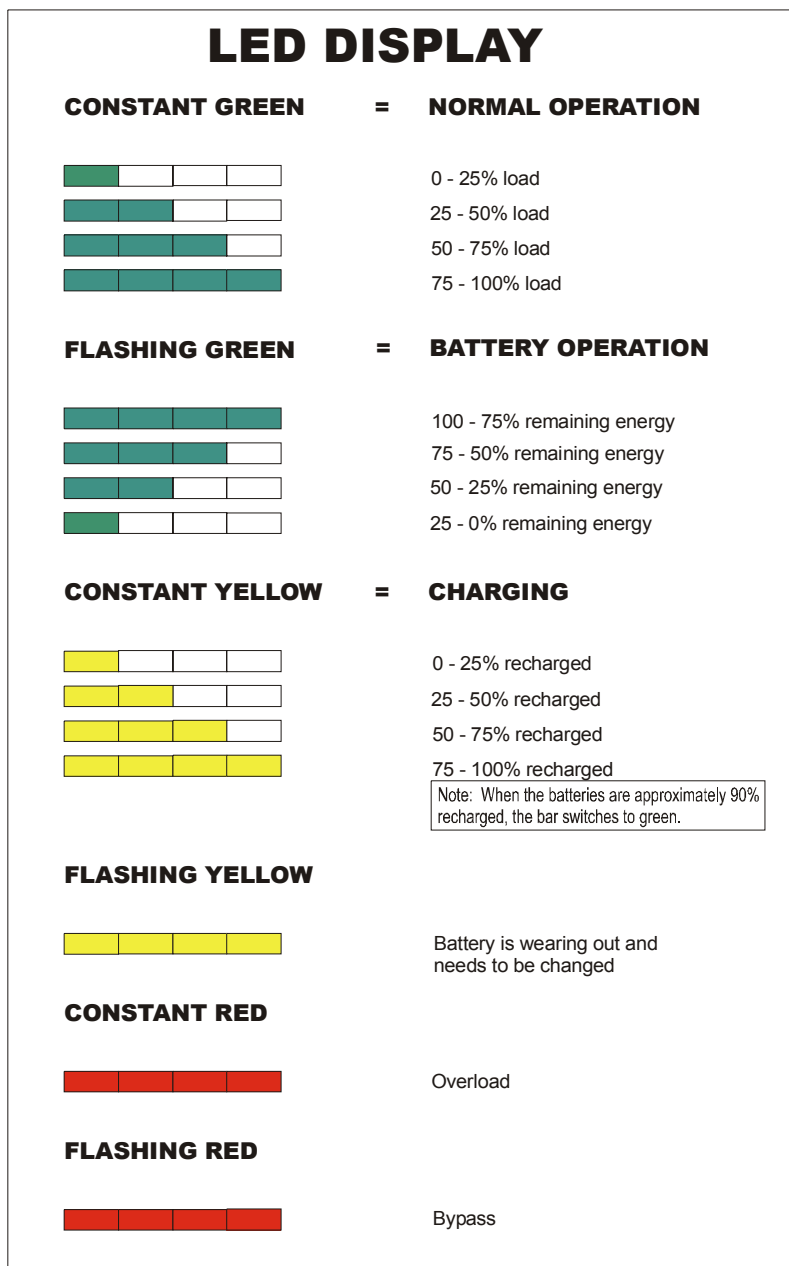 LED DISPLAY
CONSTANT GREEN = NORMAL OPERATION
0 - 25% load
25 - 50% load
50 - 75% load
75 - 100% load
FLASHING GREEN = BATTERY OPERATION
100 - 75% remaining energy
75 - 50% remaining energy
50 - 25% remaining energy
25 - 0% remaining energy
CONSTANT YELLOW = CHARGING
0 - 25% recharged
25 - 50% recharged
50 - 75% recharged
75 - 100% recharged
Note: When the batteries are approximately 90%
recharged, the bar switches to green.
FLASHING YELLOW
Battery is wearing out and
needs to be changed
CONSTANT RED
Overload
FLASHING RED
Bypass